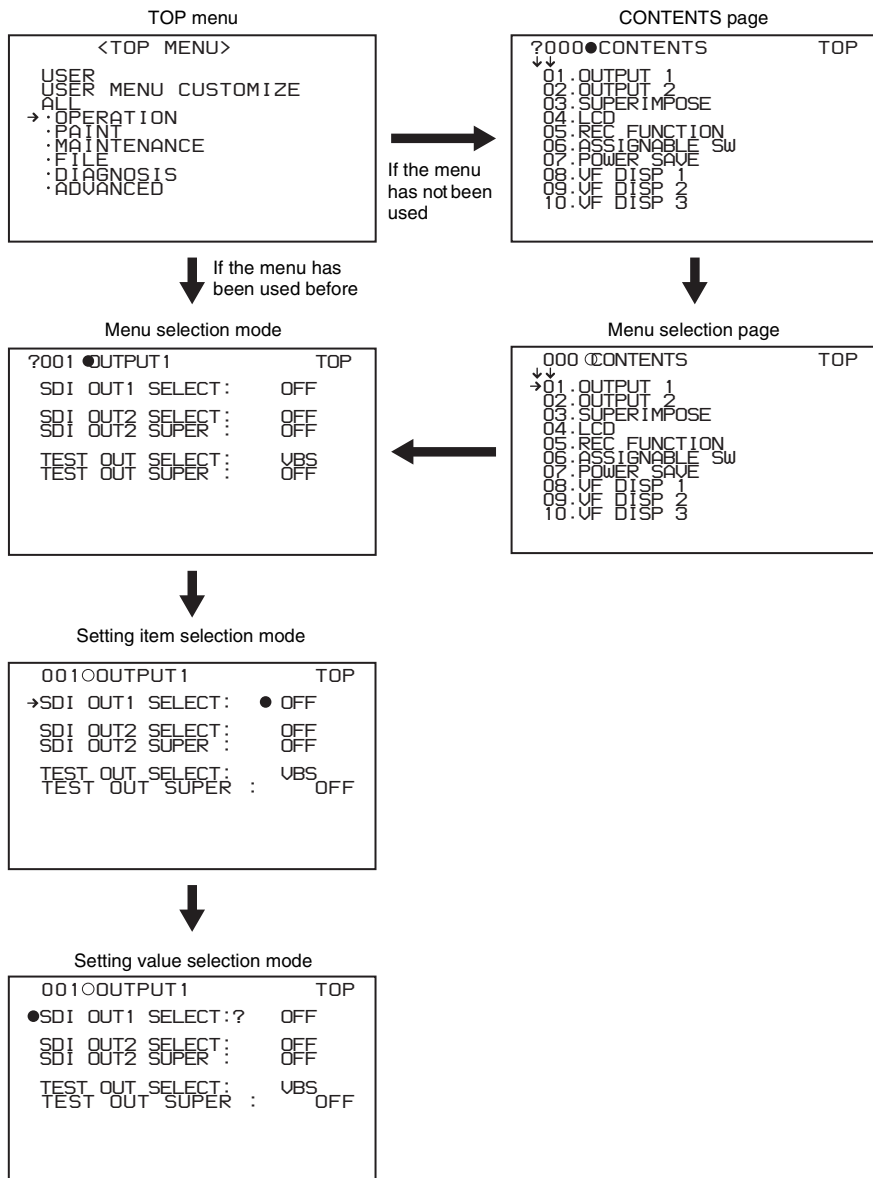 TOP menu
<TOP MENU>
USER
USER MENU CUSTOMIZE
ALL
→·OPERATION
·PAINT
·MAINTENANCE
·FILE
·DIAGNOSIS
·ADVANCED
If the menu
has not been
used
CONTENTS page
?000●CONTENTS TOP
↓↓
01.OUTPUT 1
02.OUTPUT 2
03.SUPERIMPOSE
04.LCD
05.REC FUNCTION
06.ASSIGNABLE SW
07.POWER SAVE
08.VF DISP 1
09.VF DISP 2
10.VF DISP 3
If the menu has
been used before
Menu selection mode
?001 ●OUTPUT1 TOP
SDI OUT1 SELECT: OFF
SDI OUT2 SELECT: OFF
SDI OUT2 SUPER : OFF
TEST OUT SELECT: VBS
TEST OUT SUPER : OFF
Menu selection page
000 ○CONTENTS TOP
↓↓
→01.OUTPUT 1
02.OUTPUT 2
03.SUPERIMPOSE
04.LCD
05.REC FUNCTION
06.ASSIGNABLE SW
07.POWER SAVE
08.VF DISP 1
09.VF DISP 2
10.VF DISP 3
Setting item selection mode
001○OUTPUT1 TOP
→SDI OUT1 SELECT: ● OFF
SDI OUT2 SELECT: OFF
SDI OUT2 SUPER : OFF
TEST OUT SELECT: VBS
TEST OUT SUPER : OFF
Setting value selection mode
001○OUTPUT1 TOP
●SDI OUT1 SELECT:? OFF
SDI OUT2 SELECT: OFF
SDI OUT2 SUPER : OFF
TEST OUT SELECT: VBS
TEST OUT SUPER : OFF